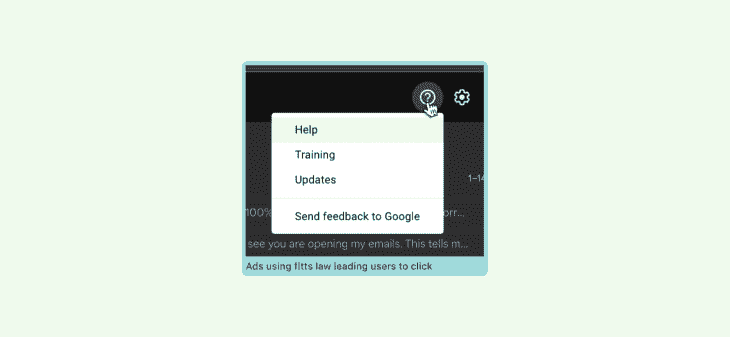 Help
Training
Updates
1–14
Send feedback to Google
100%
orr...
see you are opening my emails. This tells m...
Ads using fitts law leading users to click